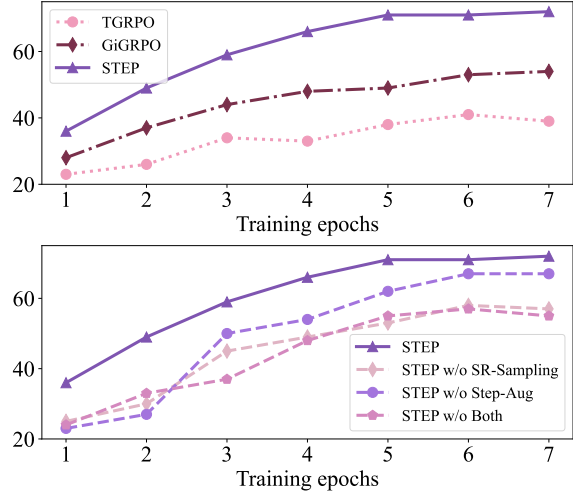 60
40
20
TGRPO
GiGRPO
STEP
1 2 3 4 5 6 7
Training epochs
60
40
20
STEP
STEP w/o SR-Sampling
STEP w/o Step-Aug
STEP w/o Both
1 2 3 4 5 6 7
Training epochs